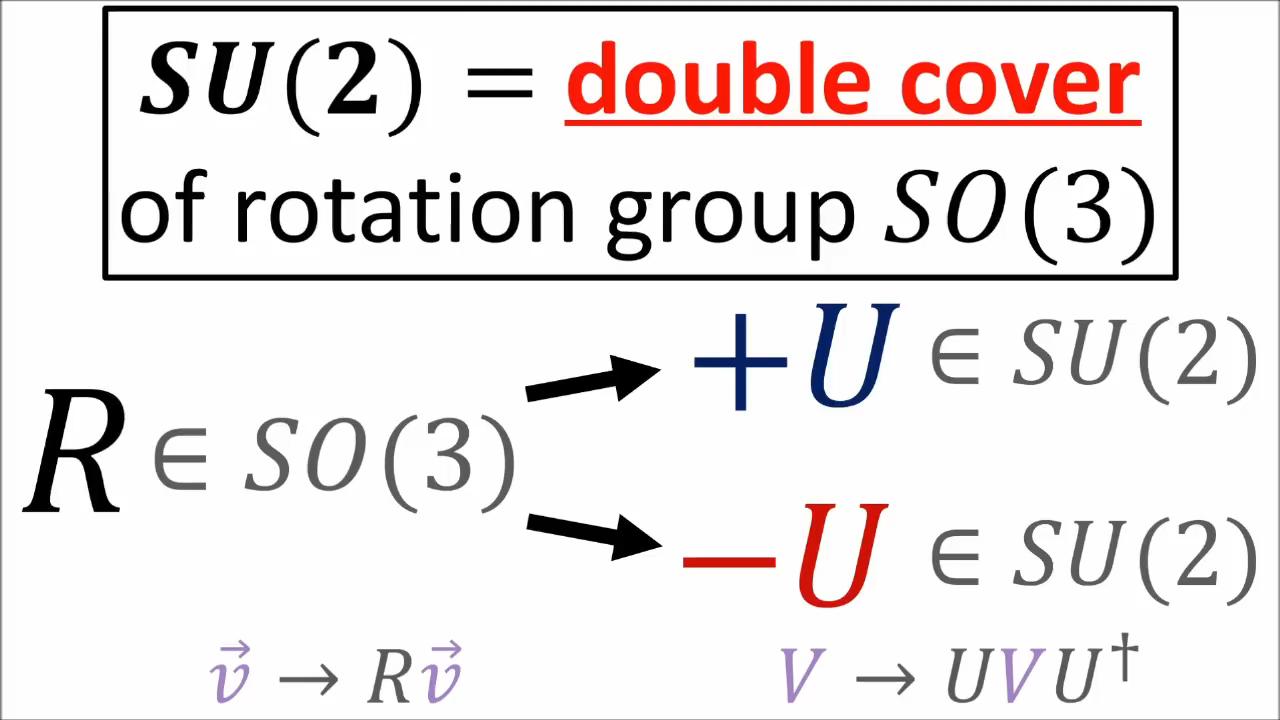 SU(2) = double cover
of rotation group SO(3)
+U ∈ SU(2)
R ∈ SO(3)
−U ∈ SU(2)
v⃗ → Rv⃗
V → UVU†